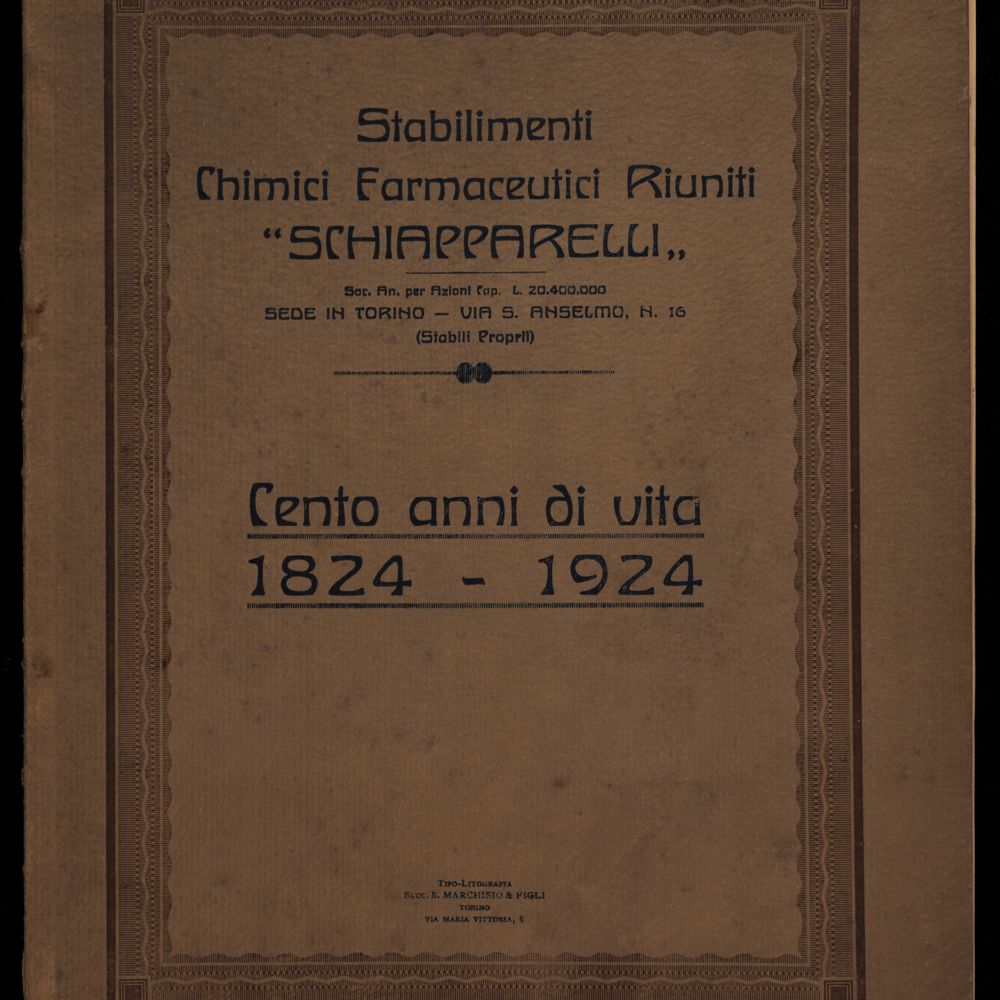 Stabilimenti
Chimici Farmaceutici Riuniti
“SCHIAPPARELLI„
Soc. An. per Azioni Cap. L. 20.400.000
SEDE IN TORINO — VIA S. ANSELMO, N. 16
(Stabili Proprii)
Cento anni di vita
1824 - 1924
TIPO-LITOGRAFIA
SUCC. B. MARCHISIO & FIGLI
TORINO
VIA MARIA VITTORIA, 6